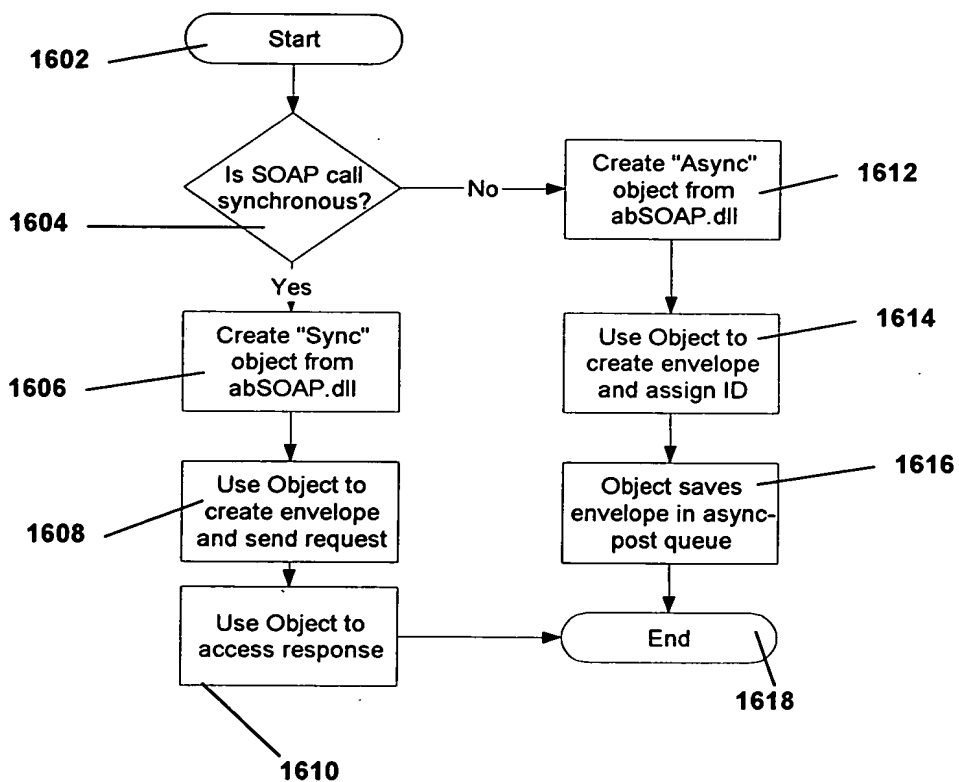 Start
1602
Is SOAP call
synchronous?
1604
No
Create "Async"
object from
abSOAP.dll
1612
Yes
Create "Sync"
object from
abSOAP.dll
1606
Use Object to
create envelope
and assign ID
1614
Use Object to
create envelope
and send request
1608
Object saves
envelope in async-
post queue
1616
Use Object to
access response
1610
End
1618